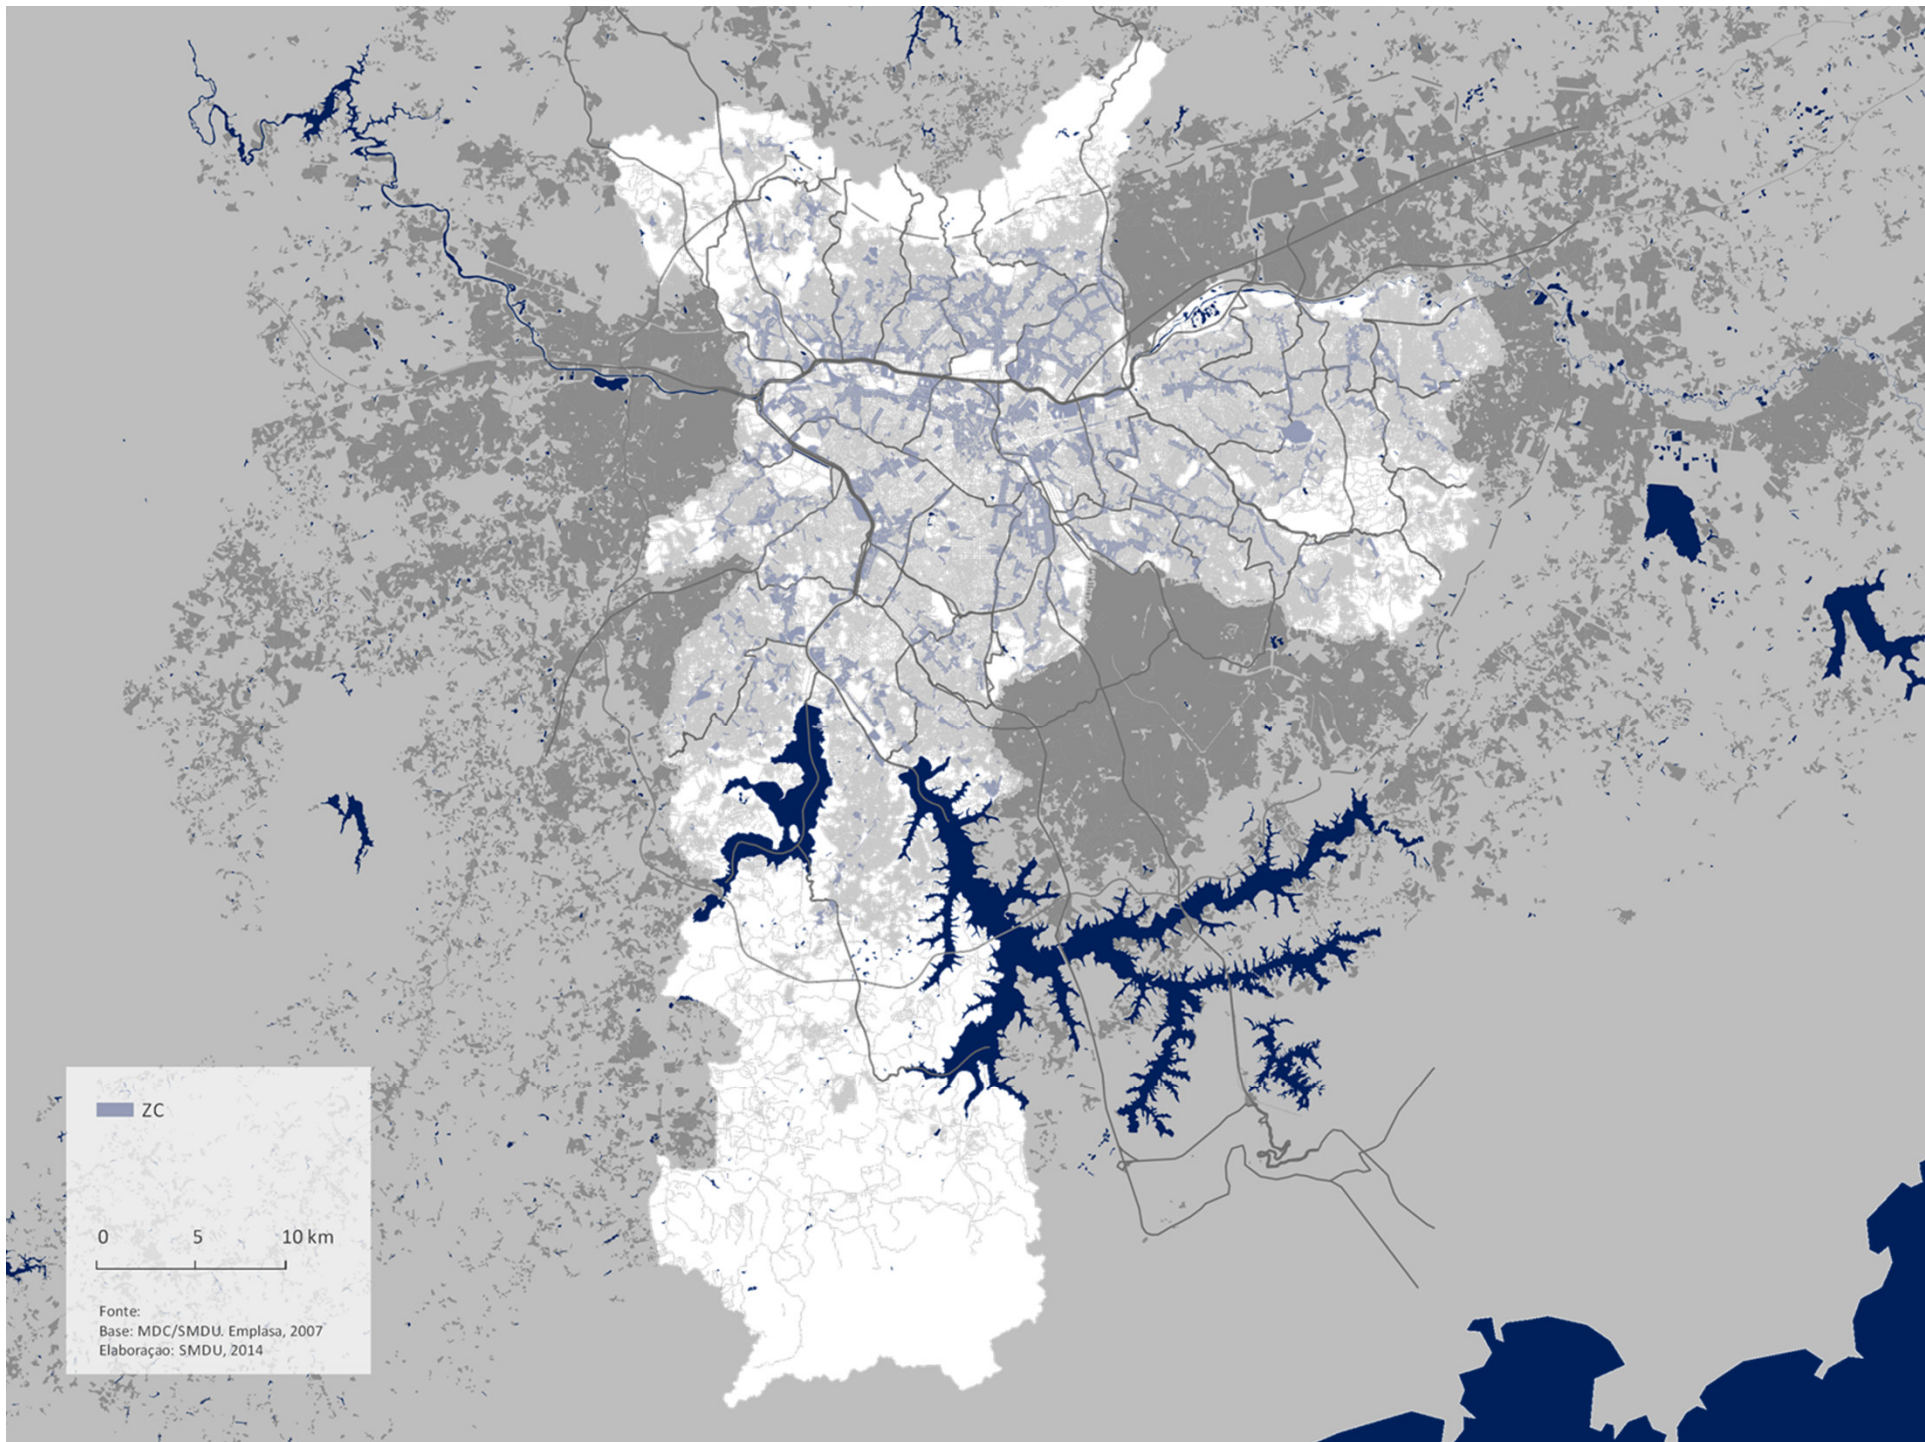 ZC
0 5 10 km
Fonte:
Base: MDC/SMDU. Emplasa, 2007
Elaboraçao: SMDU, 2014